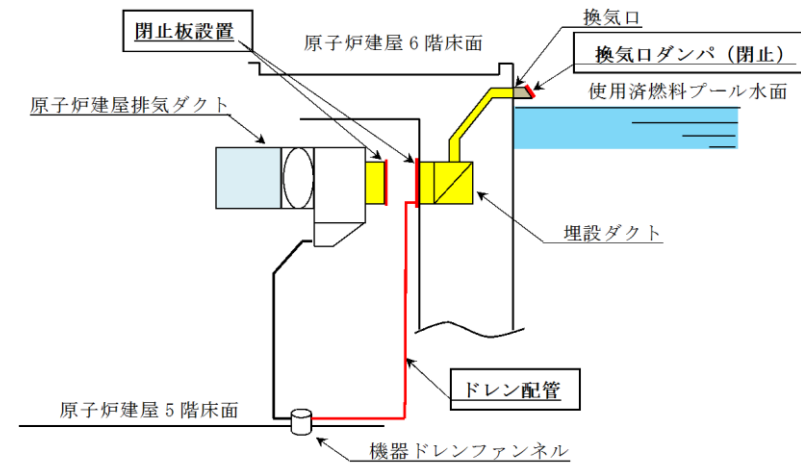 換気口
閉止板設置
原子炉建屋6階床面
換気口ダンパ（閉止）
使用済燃料プール水面
原子炉建屋排気ダクト
埋設ダクト
ドレン配管
原子炉建屋5階床面
機器ドレンファンネル